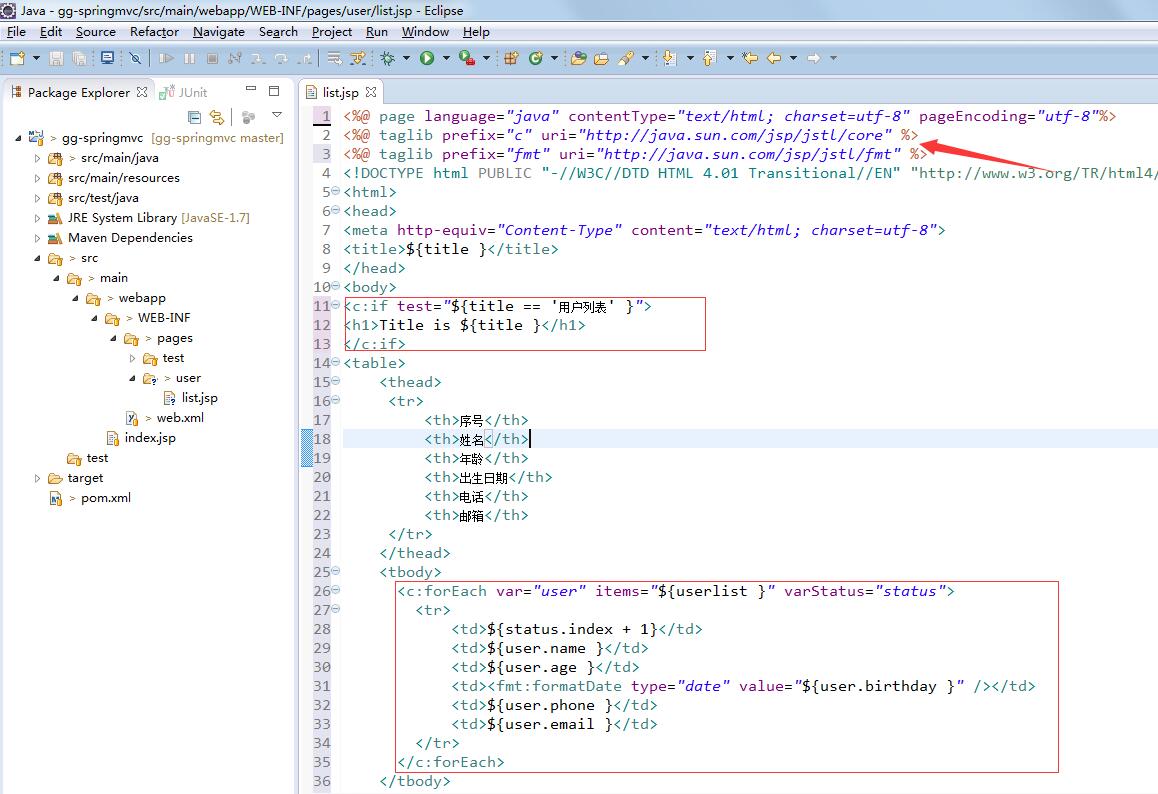 Java - gg-springmvc/src/main/webapp/WEB-INF/pages/user/list.jsp - Eclipse
File Edit Source Refactor Navigate Search Project Run Window Help
Package Explorer JUnit
> gg-springmvc [gg-springmvc master]
> src/main/java
src/main/resources
src/test/java
JRE System Library [JavaSE-1.7]
Maven Dependencies
> src
> main
> webapp
> WEB-INF
> pages
test
> user
list.jsp
> web.xml
index.jsp
test
target
> pom.xml
list.jsp
1 <%@ page language="java" contentType="text/html; charset=utf-8" pageEncoding="utf-8"%>
2 <%@ taglib prefix="c" uri="http://java.sun.com/jsp/jstl/core" %>
3 <%@ taglib prefix="fmt" uri="http://java.sun.com/jsp/jstl/fmt" %>
4 <!DOCTYPE html PUBLIC "-//W3C//DTD HTML 4.01 Transitional//EN" "http://www.w3.org/TR/html4/
5 <html>
6 <head>
7 <meta http-equiv="Content-Type" content="text/html; charset=utf-8">
8 <title>${title }</title>
9 </head>
10 <body>
11 <c:if test="${title == '用户列表' }">
12 <h1>Title is ${title }</h1>
13 </c:if>
14 <table>
15 <thead>
16 <tr>
17 <th>序号</th>
18 <th>姓名</th>
19 <th>年龄</th>
20 <th>出生日期</th>
21 <th>电话</th>
22 <th>邮箱</th>
23 </tr>
24 </thead>
25 <tbody>
26 <c:forEach var="user" items="${userlist }" varStatus="status">
27 <tr>
28 <td>${status.index + 1}</td>
29 <td>${user.name }</td>
30 <td>${user.age }</td>
31 <td><fmt:formatDate type="date" value="${user.birthday }" /></td>
32 <td>${user.phone }</td>
33 <td>${user.email }</td>
34 </tr>
35 </c:forEach>
36 </tbody>